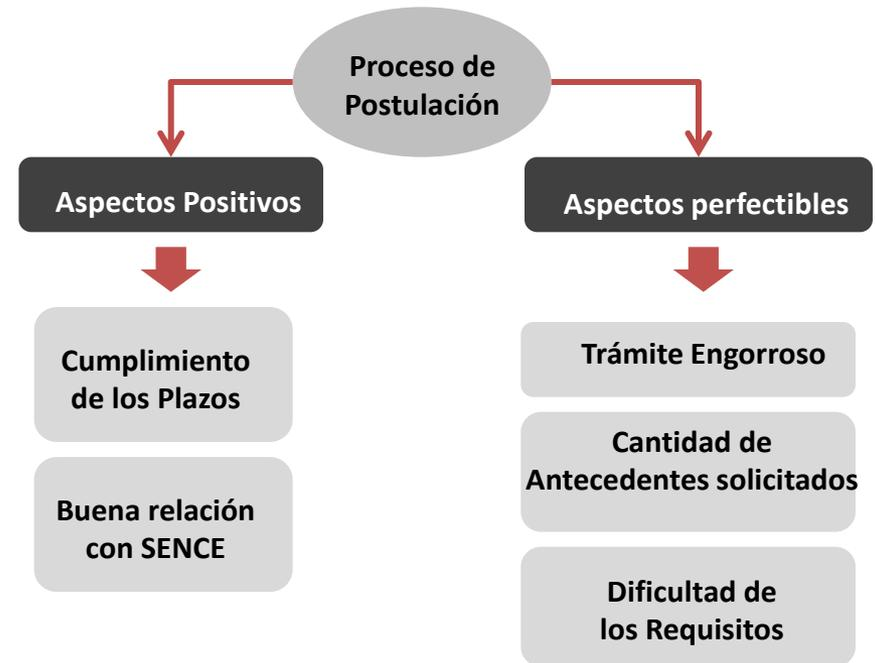 Proceso de
Postulación
Aspectos Positivos
Aspectos perfectibles
Cumplimiento
de los Plazos
Buena relación
con SENCE
Trámite Engorroso
Cantidad de
Antecedentes solicitados
Dificultad de
los Requisitos